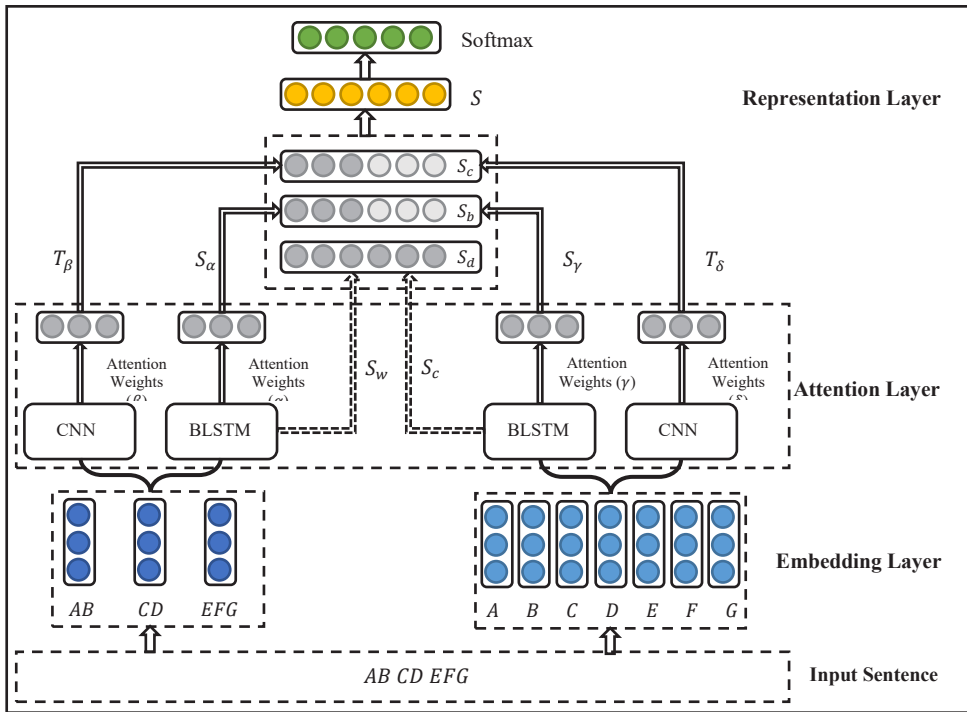 Softmax
S
Representation Layer
S_c
S_b
S_d
T_β
S_α
S_γ
T_δ
Attention
Weights
(β)
Attention
Weights
(α)
S_w
S_c
Attention
Weights (γ)
Attention
Weights
(δ)
Attention Layer
CNN
BLSTM
BLSTM
CNN
Embedding Layer
AB CD EFG
A B C D E F G
AB CD EFG
Input Sentence